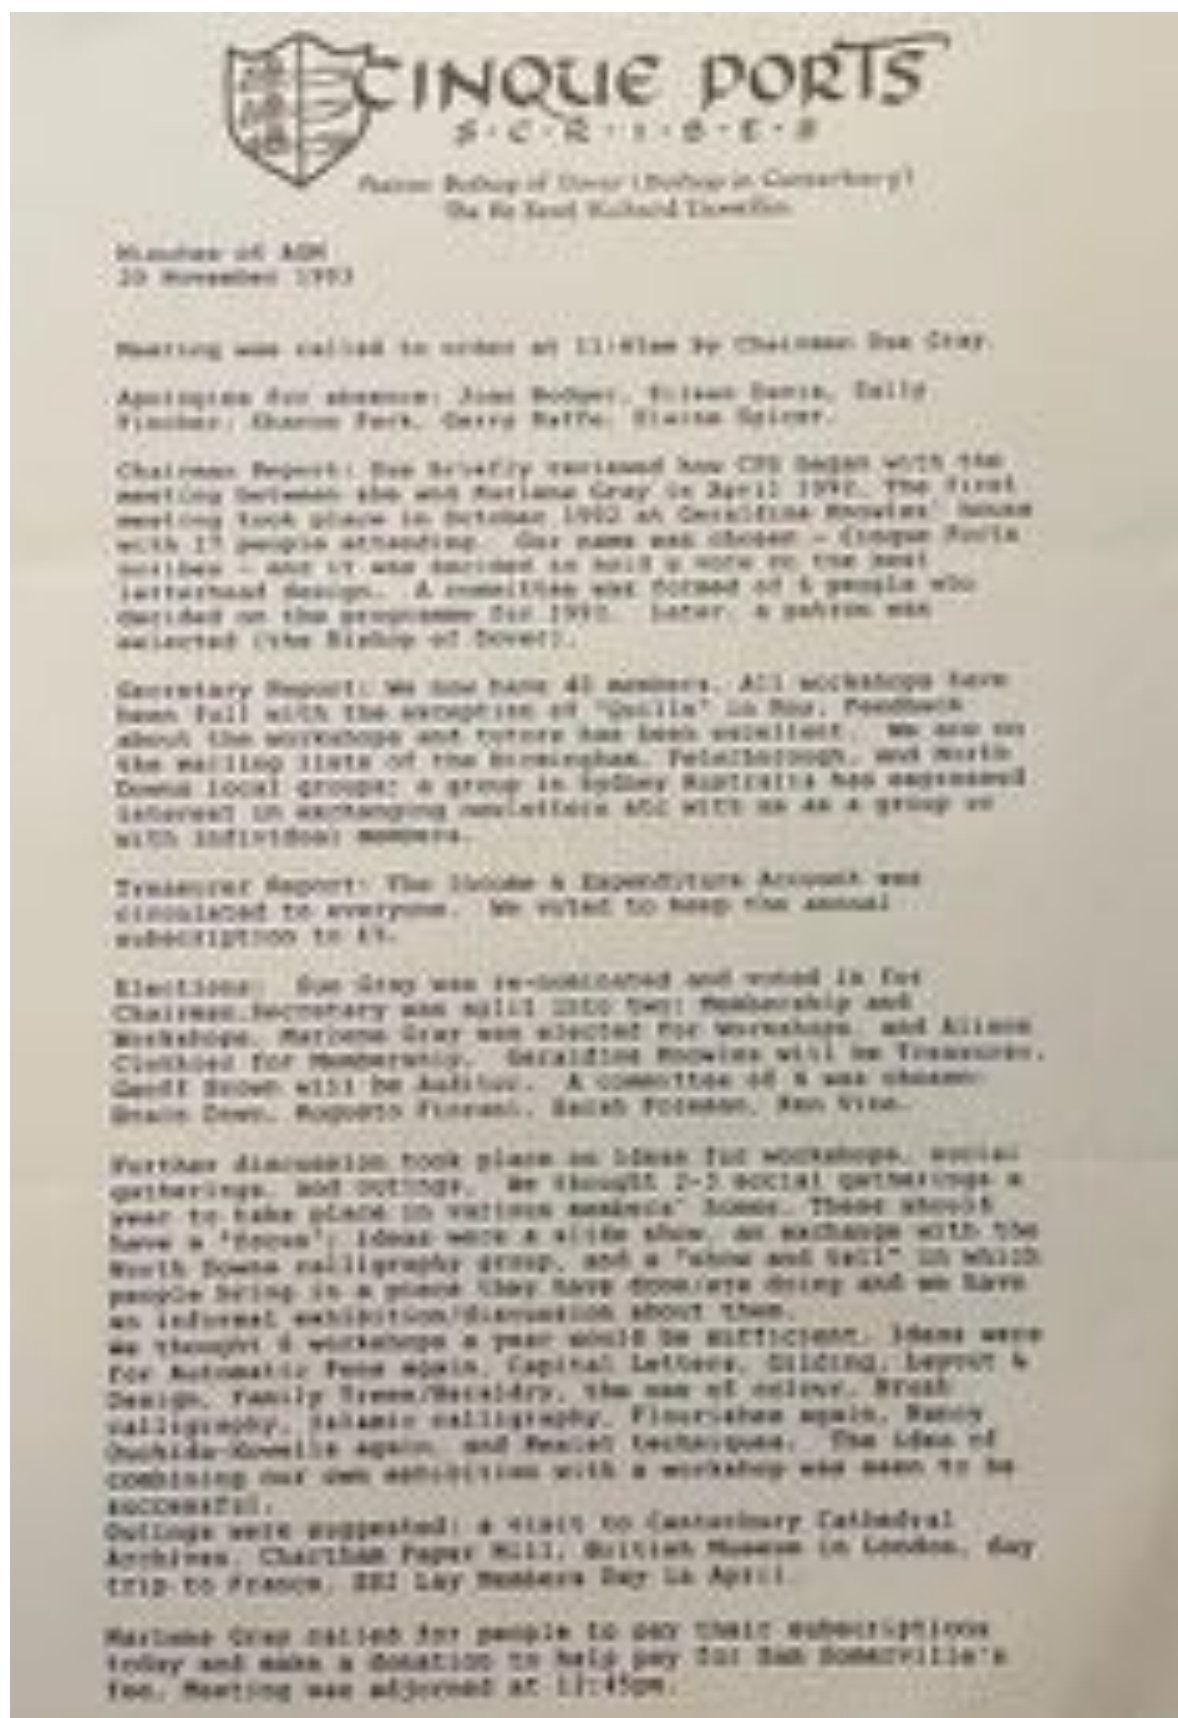 CINQUE PORTS
S·C·R·I·B·E·S
Patron: Bishop of Dover (Bishop in Canterbury)
The Rt Revd Richard Llewellin
Minutes of AGM
20 November 1993
Meeting was called to order at 11:45am by Chairman Sue Gray.
Apologies for absence: Joan Davis, Sally
Fincher, Sharon Gerry Elaine Spicer.
Chairman Report: Sue briefly reviewed how CPS began with the
meeting between she and Marlene Gray in April 1992. The first
meeting took place in October 1992 at Geraldine Knowles' house
with 17 people attending. Our name was chosen - Cinque Ports
Scribes - and it was decided to hold a vote on the best
letterhead design. A committee was formed of 6 people who
decided on the programme for 1993. Later, a patron was
selected (the Bishop of Dover).
Secretary Report: We now have members. All workshops have
been full with the exception of "Quills" in Feedback
about the workshops and tutors has been excellent. We are on
the mailing lists of the Birmingham, Peterborough, and North
Downs local groups; a group in Sydney Australia has expressed
interest in exchanging newsletters etc with us as a group or
with individual members.
Treasurer Report: The Income & Expenditure Account was
circulated to everyone. We voted to keep the annual
subscription to
Elections: Sue Gray was re-nominated and voted in for
Chairman.Secretary was split into two: Membership and
Workshops. Marlene Gray was elected for Workshops, and Alison
for Membership. Geraldine Knowles will be Treasurer.
Geoff Brown will be Auditor. A committee of 4 was chosen:
Down, Augusto Sarah Ken Vine.
Further discussion took place on ideas for workshops, social
gatherings, and outings. We thought 2-3 social gatherings a
year to take place in various members' homes. These should
have a "focus"; ideas were a slide show, an exchange with the
North Downs calligraphy group, and a "show and tell" in which
people bring in a piece they have done/are doing and we have
an informal exhibition/discussion about them.
We thought 6 workshops a year would be sufficient. Ideas were
for Automatic Pens again, Capital Letters, Gilding, Layout &
Design, Family Trees/Heraldry, the use of colour, Brush
calligraphy, Islamic calligraphy, Flourishes again, Nancy
Ouchida-Howells again, and Resist techniques. The idea of
combining our own exhibition with a workshop was seen to be
successful.
Outings were suggested: a visit to Canterbury Cathedral
Archives, Chartham Paper Mill, British Museum in London, day
trip to France, SSI Lay Members Day in April.
Marlene Gray called for people to pay their subscriptions
today and make a donation to help pay for Sam Somerville's
fee. Meeting was adjourned at 12:45pm.